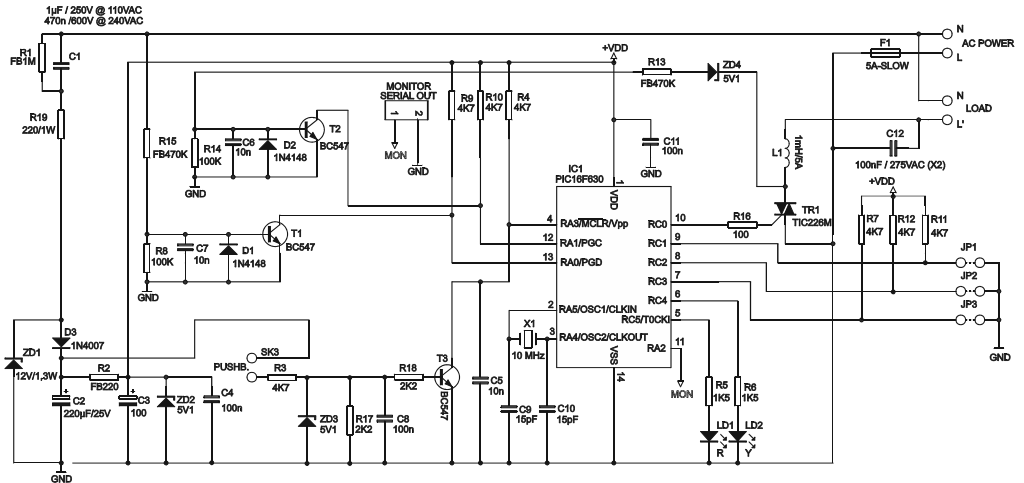 1µF / 250V @ 110VAC
470n /600V @ 240VAC
R1
FB1M
C1
R19
220/1W
R15
FB470K
R14
100K
C6
10n
D2
1N4148
T2
BC547
GND
MONITOR
SERIAL OUT
1
2
MON
GND
R9
4K7
R10
4K7
R4
4K7
+VDD
R13
FB470K
ZD4
5V1
F1
5A-SLOW
N
AC POWER
L
N
LOAD
L'
C11
100n
GND
L1
1mH/5A
C12
100nF / 275VAC (X2)
IC1
PIC16F630
1
VDD
4
RA3/MCLR/Vpp
12
RA1/PGC
13
RA0/PGD
2
RA5/OSC1/CLKIN
3
RA4/OSC2/CLKOUT
VSS
14
RC0
10
RC1
9
RC2
8
RC3
7
RC4
6
RC5/T0CKI
5
RA2
11
MON
R16
100
TR1
TIC226M
+VDD
R7
4K7
R12
4K7
R11
4K7
JP1
JP2
JP3
GND
R8
100K
C7
10n
D1
1N4148
T1
BC547
GND
ZD1
12V/1,3W
D3
1N4007
R2
FB220
SK3
PUSHB.
R3
4K7
R18
2K2
T3
BC547
C2
220µF/25V
C3
100
ZD2
5V1
C4
100n
ZD3
5V1
R17
2K2
C8
100n
C5
10n
X1
10 MHz
C9
15pF
C10
15pF
R5
1K5
R6
1K5
LD1
R
LD2
Y
GND